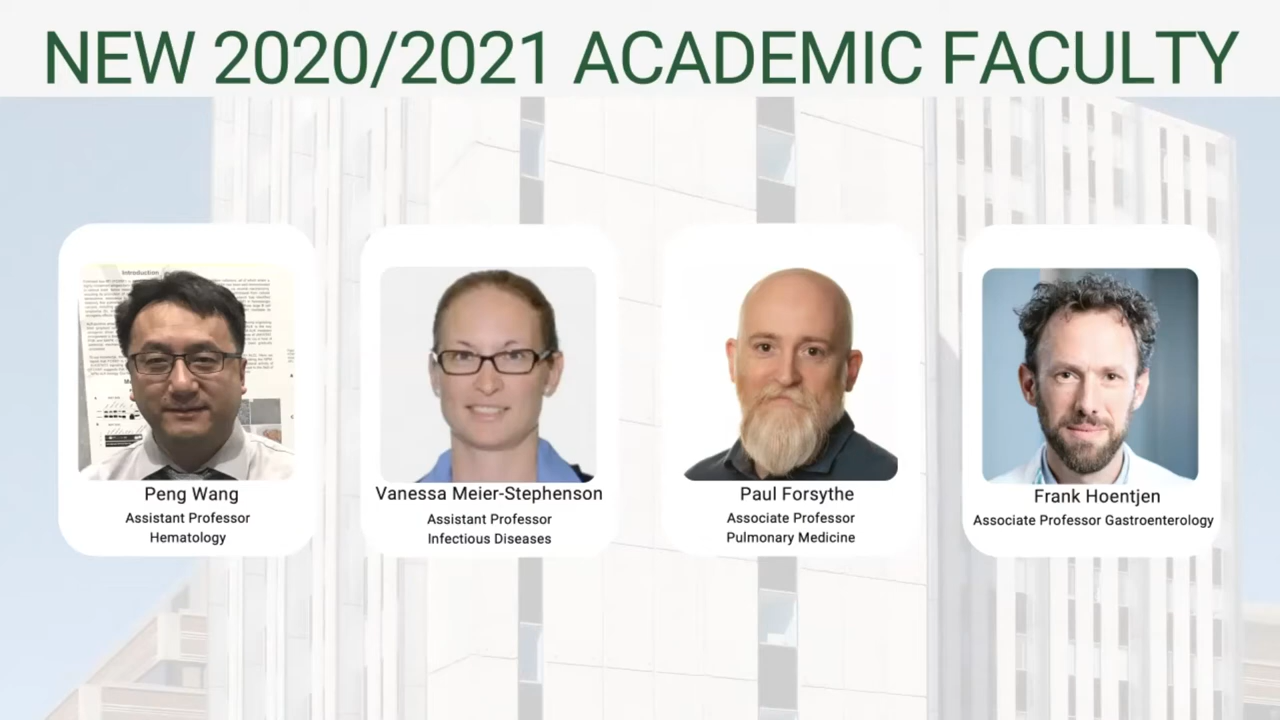 NEW 2020/2021 ACADEMIC FACULTY
Introduction
Peng Wang
Assistant Professor
Hematology
Vanessa Meier-Stephenson
Assistant Professor
Infectious Diseases
Paul Forsythe
Associate Professor
Pulmonary Medicine
Frank Hoentjen
Associate Professor Gastroenterology